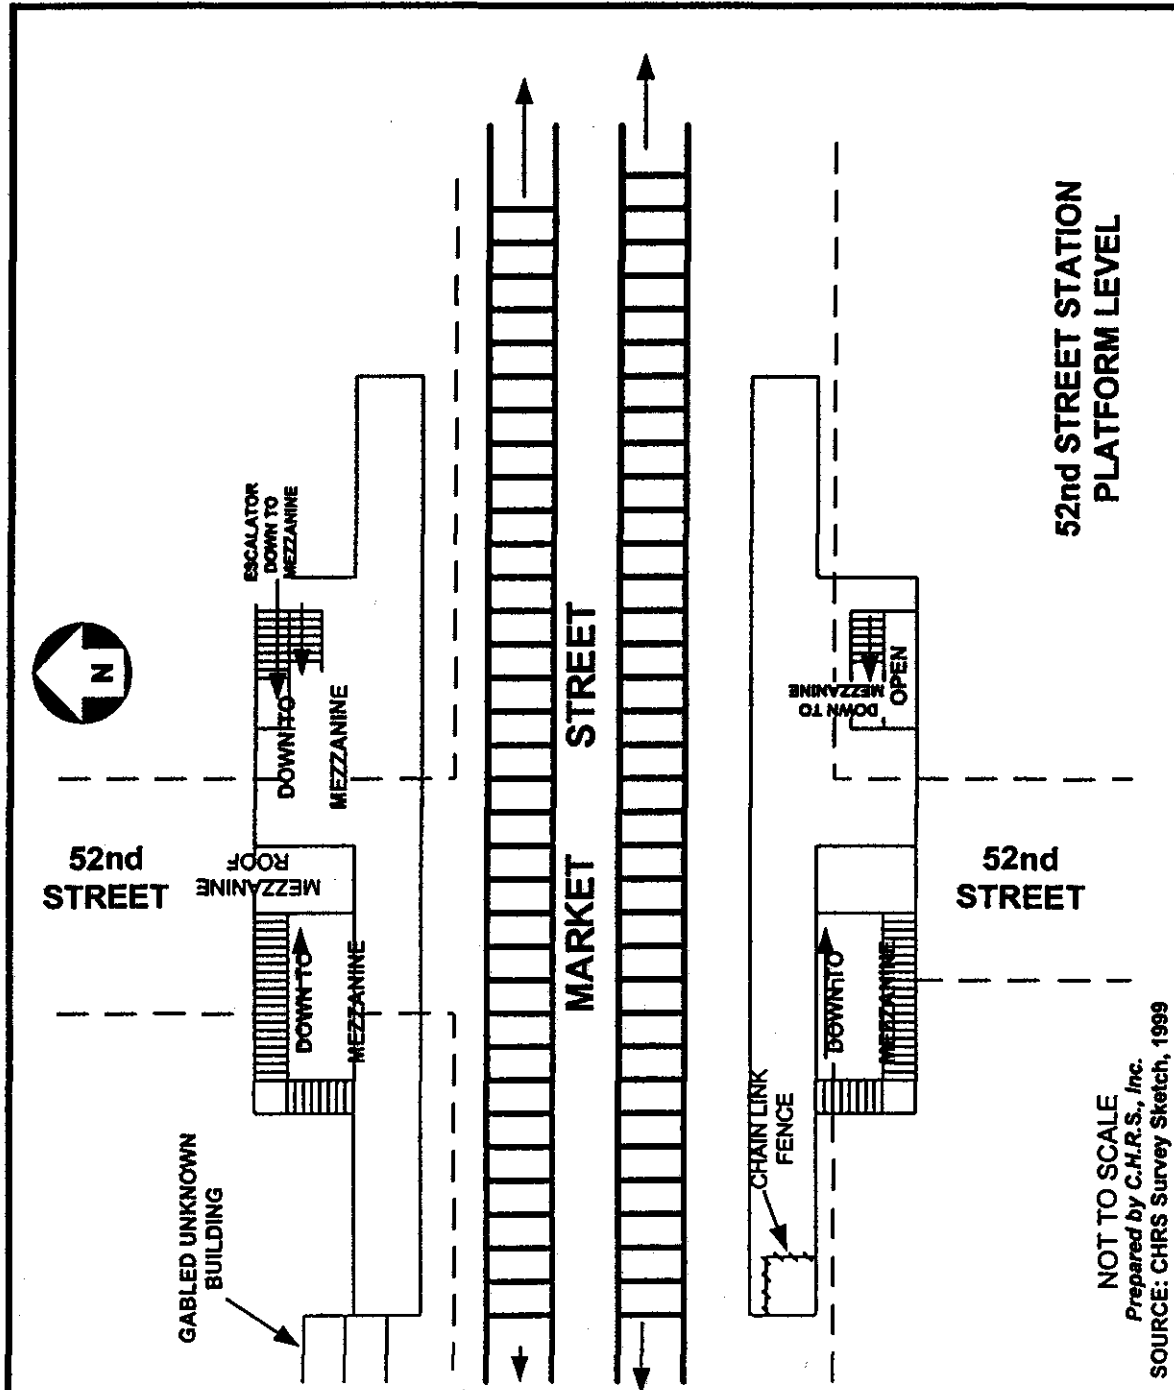 N
52nd
STREET
ESCALATOR
DOWN TO
MEZZANINE
DOWN TO
MEZZANINE
MEZZANINE
ROOF
DOWN TO
MEZZANINE
GABLED UNKNOWN
BUILDING
MARKET STREET
DOWN TO
MEZZANINE
OPEN
DOWN TO
MEZZANINE
CHAIN LINK
FENCE
52nd
STREET
52nd STREET STATION
PLATFORM LEVEL
NOT TO SCALE
Prepared by C.H.R.S., Inc.
SOURCE: CHRS Survey Sketch, 1999